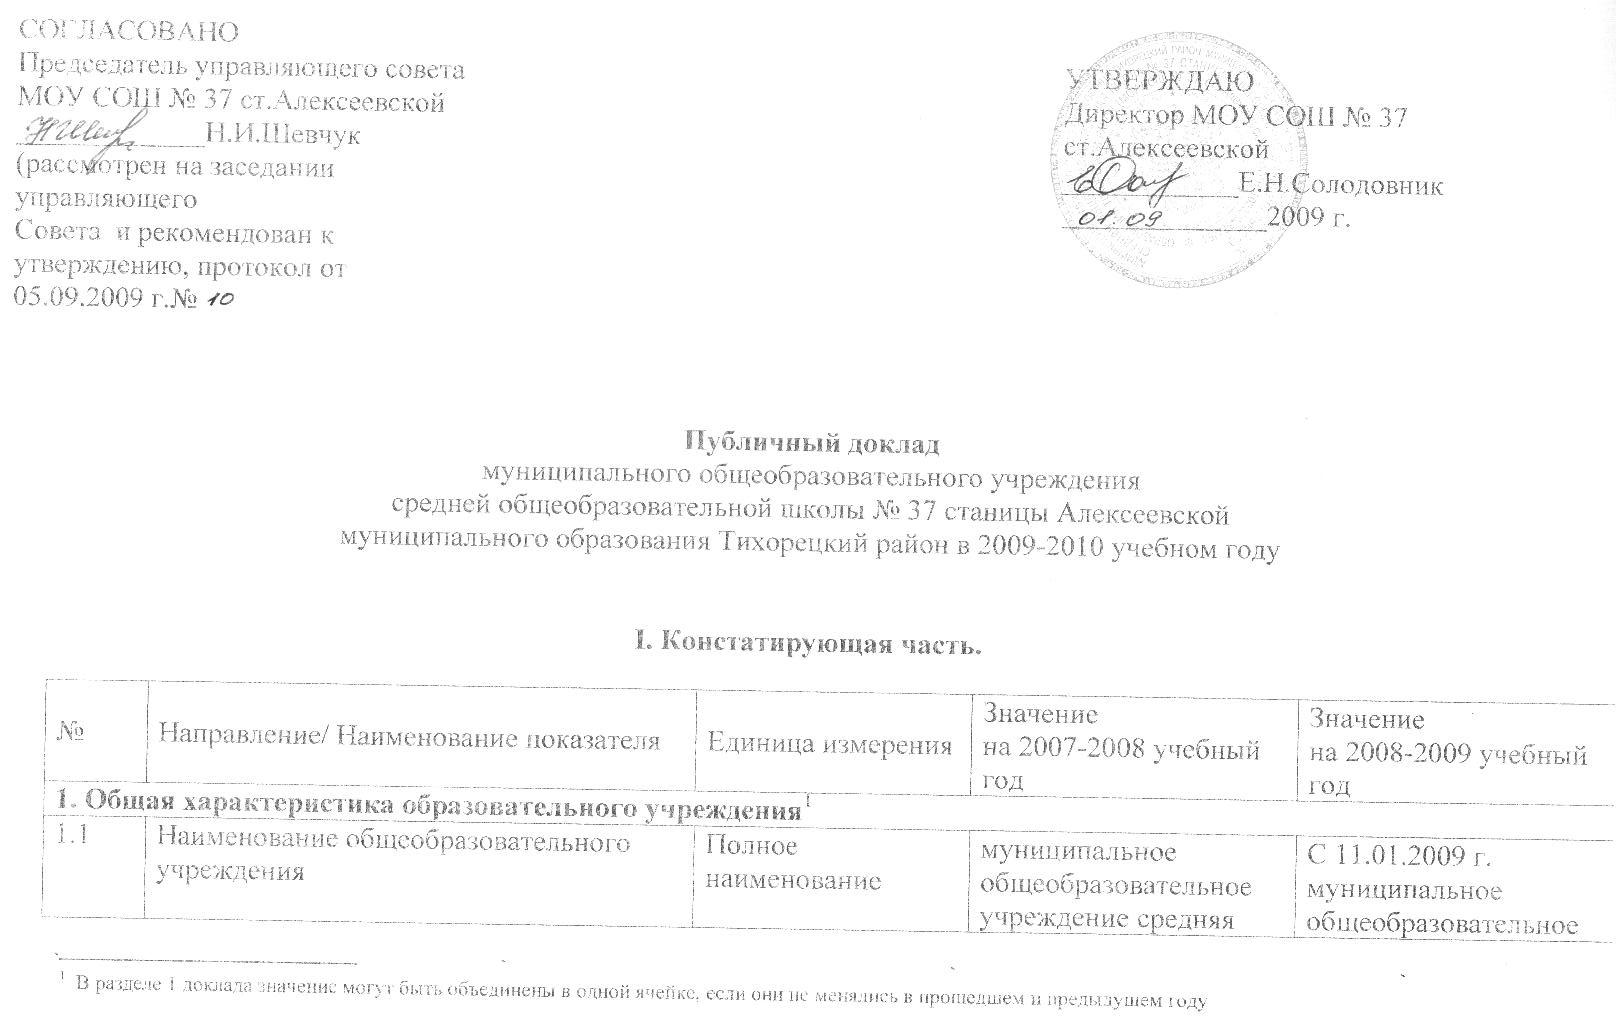 СОГЛАСОВАНО
Председатель управляющего совета
МОУ СОШ № 37 ст.Алексеевской
Н.И.Шевчук
(рассмотрен на заседании
управляющего
Совета и рекомендован к
утверждению, протокол от
05.09.2009 г.№ 10
УТВЕРЖДАЮ
Директор МОУ СОШ № 37
ст.Алексеевской
Е.Н.Солодовник
01.09 2009 г.
Публичный доклад
муниципального общеобразовательного учреждения
средней общеобразовательной школы № 37 станицы Алексеевской
муниципального образования Тихорецкий район в 2009-2010 учебном году
I. Констатирующая часть.
№
Направление/ Наименование показателя
Единица измерения
Значение
на 2007-2008 учебный
год
Значение
на 2008-2009 учебный
год
1. Общая характеристика образовательного учреждения1
1.1
Наименование общеобразовательного
учреждения
Полное
наименование
муниципальное
общеобразовательное
учреждение средняя
С 11.01.2009 г.
муниципальное
общеобразовательное
1 В разделе 1 доклада значение могут быть объединены в одной ячейке, если они не менялись в прошедшем и предыдущем году